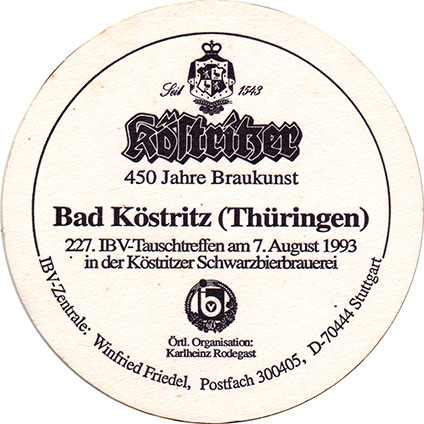 Seit 1543
Köstritzer
450 Jahre Braukunst
Bad Köstritz (Thüringen)
227. IBV-Tauschtreffen am 7. August 1993
in der Köstritzer Schwarzbierbrauerei
ibv
Örtl. Organisation:
Karlheinz Rodegast
IBV-Zentrale: Winfried Friedel, Postfach 300405, D-70444 Stuttgart